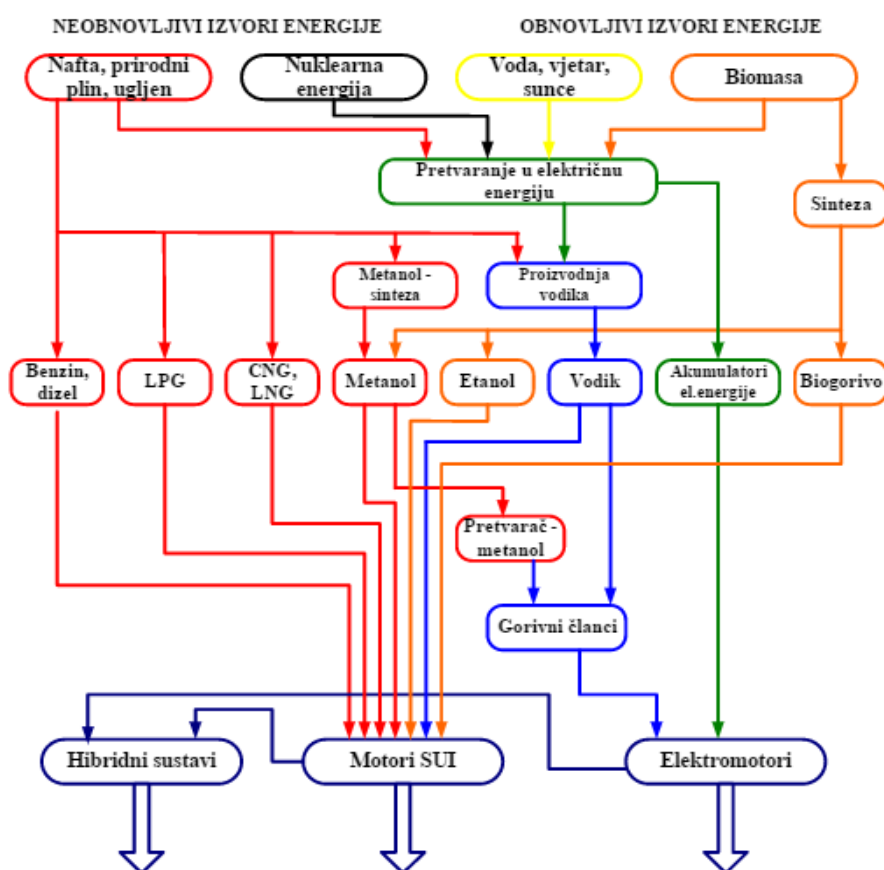 NEOBNOVLJIVI IZVORI ENERGIJE
OBNOVLJIVI IZVORI ENERGIJE
Nafta, prirodni
plin, ugljen
Nuklearna
energija
Voda, vjetar,
sunce
Biomasa
Pretvaranje u električnu
energiju
Sinteza
Metanol -
sinteza
Proizvodnja
vodika
Benzin,
dizel
LPG
CNG,
LNG
Metanol
Etanol
Vodik
Akumulatori
el.energije
Biogorivo
Pretvarač -
metanol
Gorivni članci
Hibridni sustavi
Motori SUI
Elektromotori